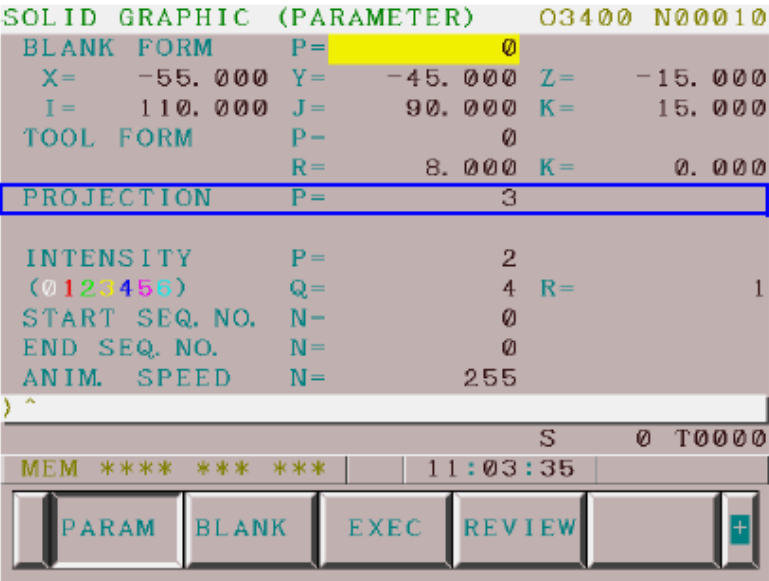 SOLID GRAPHIC (PARAMETER) O3400 N00010
BLANK FORM P= 0
X= -55.000 Y= -45.000 Z= -15.000
I= 110.000 J= 90.000 K= 15.000
TOOL FORM P= 0
R= 8.000 K= 0.000
PROJECTION P= 3
INTENSITY P= 2
(0123456) Q= 4 R= 1
START SEQ. NO. N= 0
END SEQ. NO. N= 0
ANIM. SPEED N= 255
) ^
S 0 T0000
MEM **** *** *** 11:03:35
PARAM BLANK EXEC REVIEW +